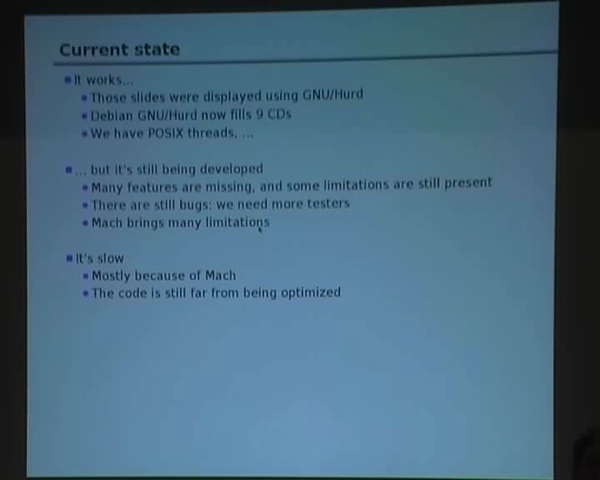 Current state
It works...
Those slides were displayed using GNU/Hurd
Debian GNU/Hurd now fills 9 CDs
We have POSIX threads, ...
... but it's still being developed
Many features are missing, and some limitations are still present
There are still bugs: we need more testers
Mach brings many limitations
It's slow
Mostly because of Mach
The code is still far from being optimized